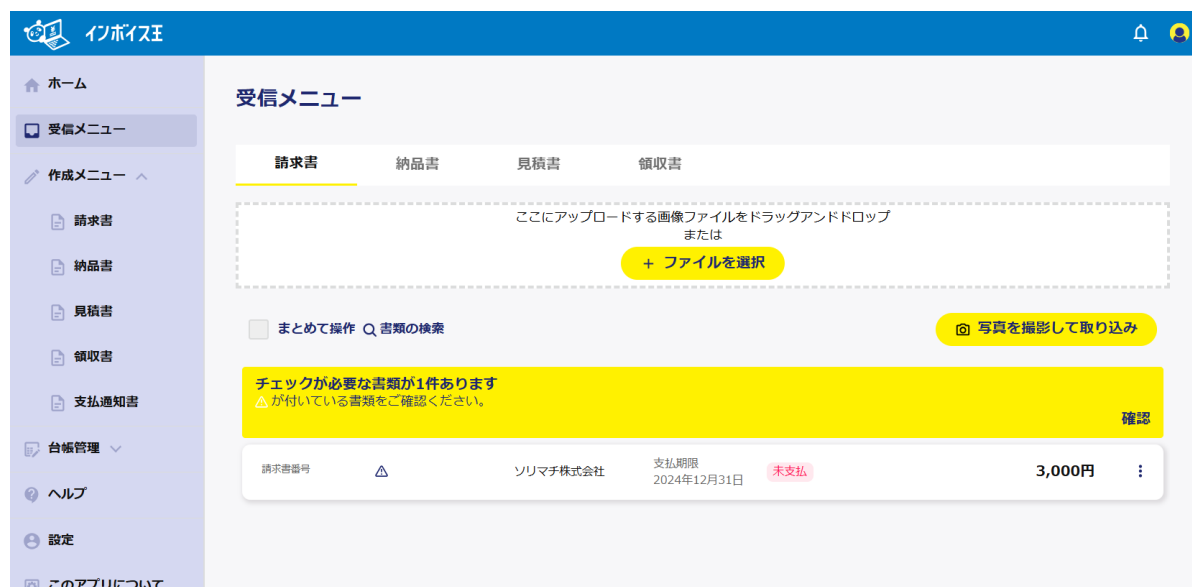 インボイス王
ホーム
受信メニュー
作成メニュー
請求書
納品書
見積書
領収書
支払通知書
台帳管理
ヘルプ
設定
このアプリについて
受信メニュー
請求書 納品書 見積書 領収書
ここにアップロードする画像ファイルをドラッグアンドドロップ
または
+ ファイルを選択
まとめて操作 書類の検索
写真を撮影して取り込み
チェックが必要な書類が1件あります
⚠が付いている書類をご確認ください。
確認
請求書番号
ソリマチ株式会社
支払期限
2024年12月31日
未支払
3,000円